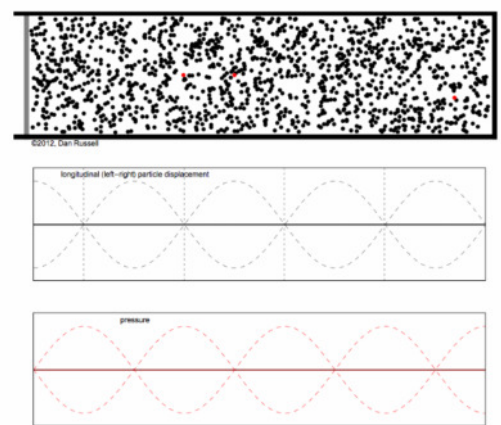 ©2012, Dan Russell
longitudinal (left-right) particle displacement
pressure